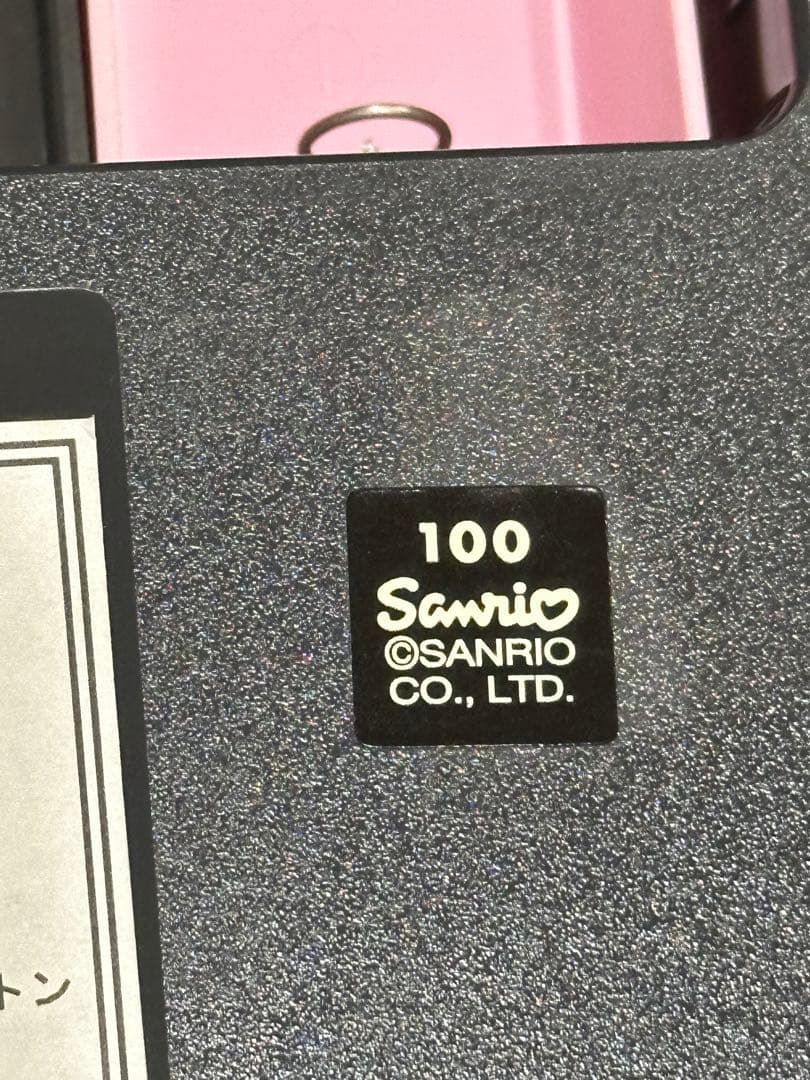 100
Sanrio
©SANRIO
CO., LTD.
トン